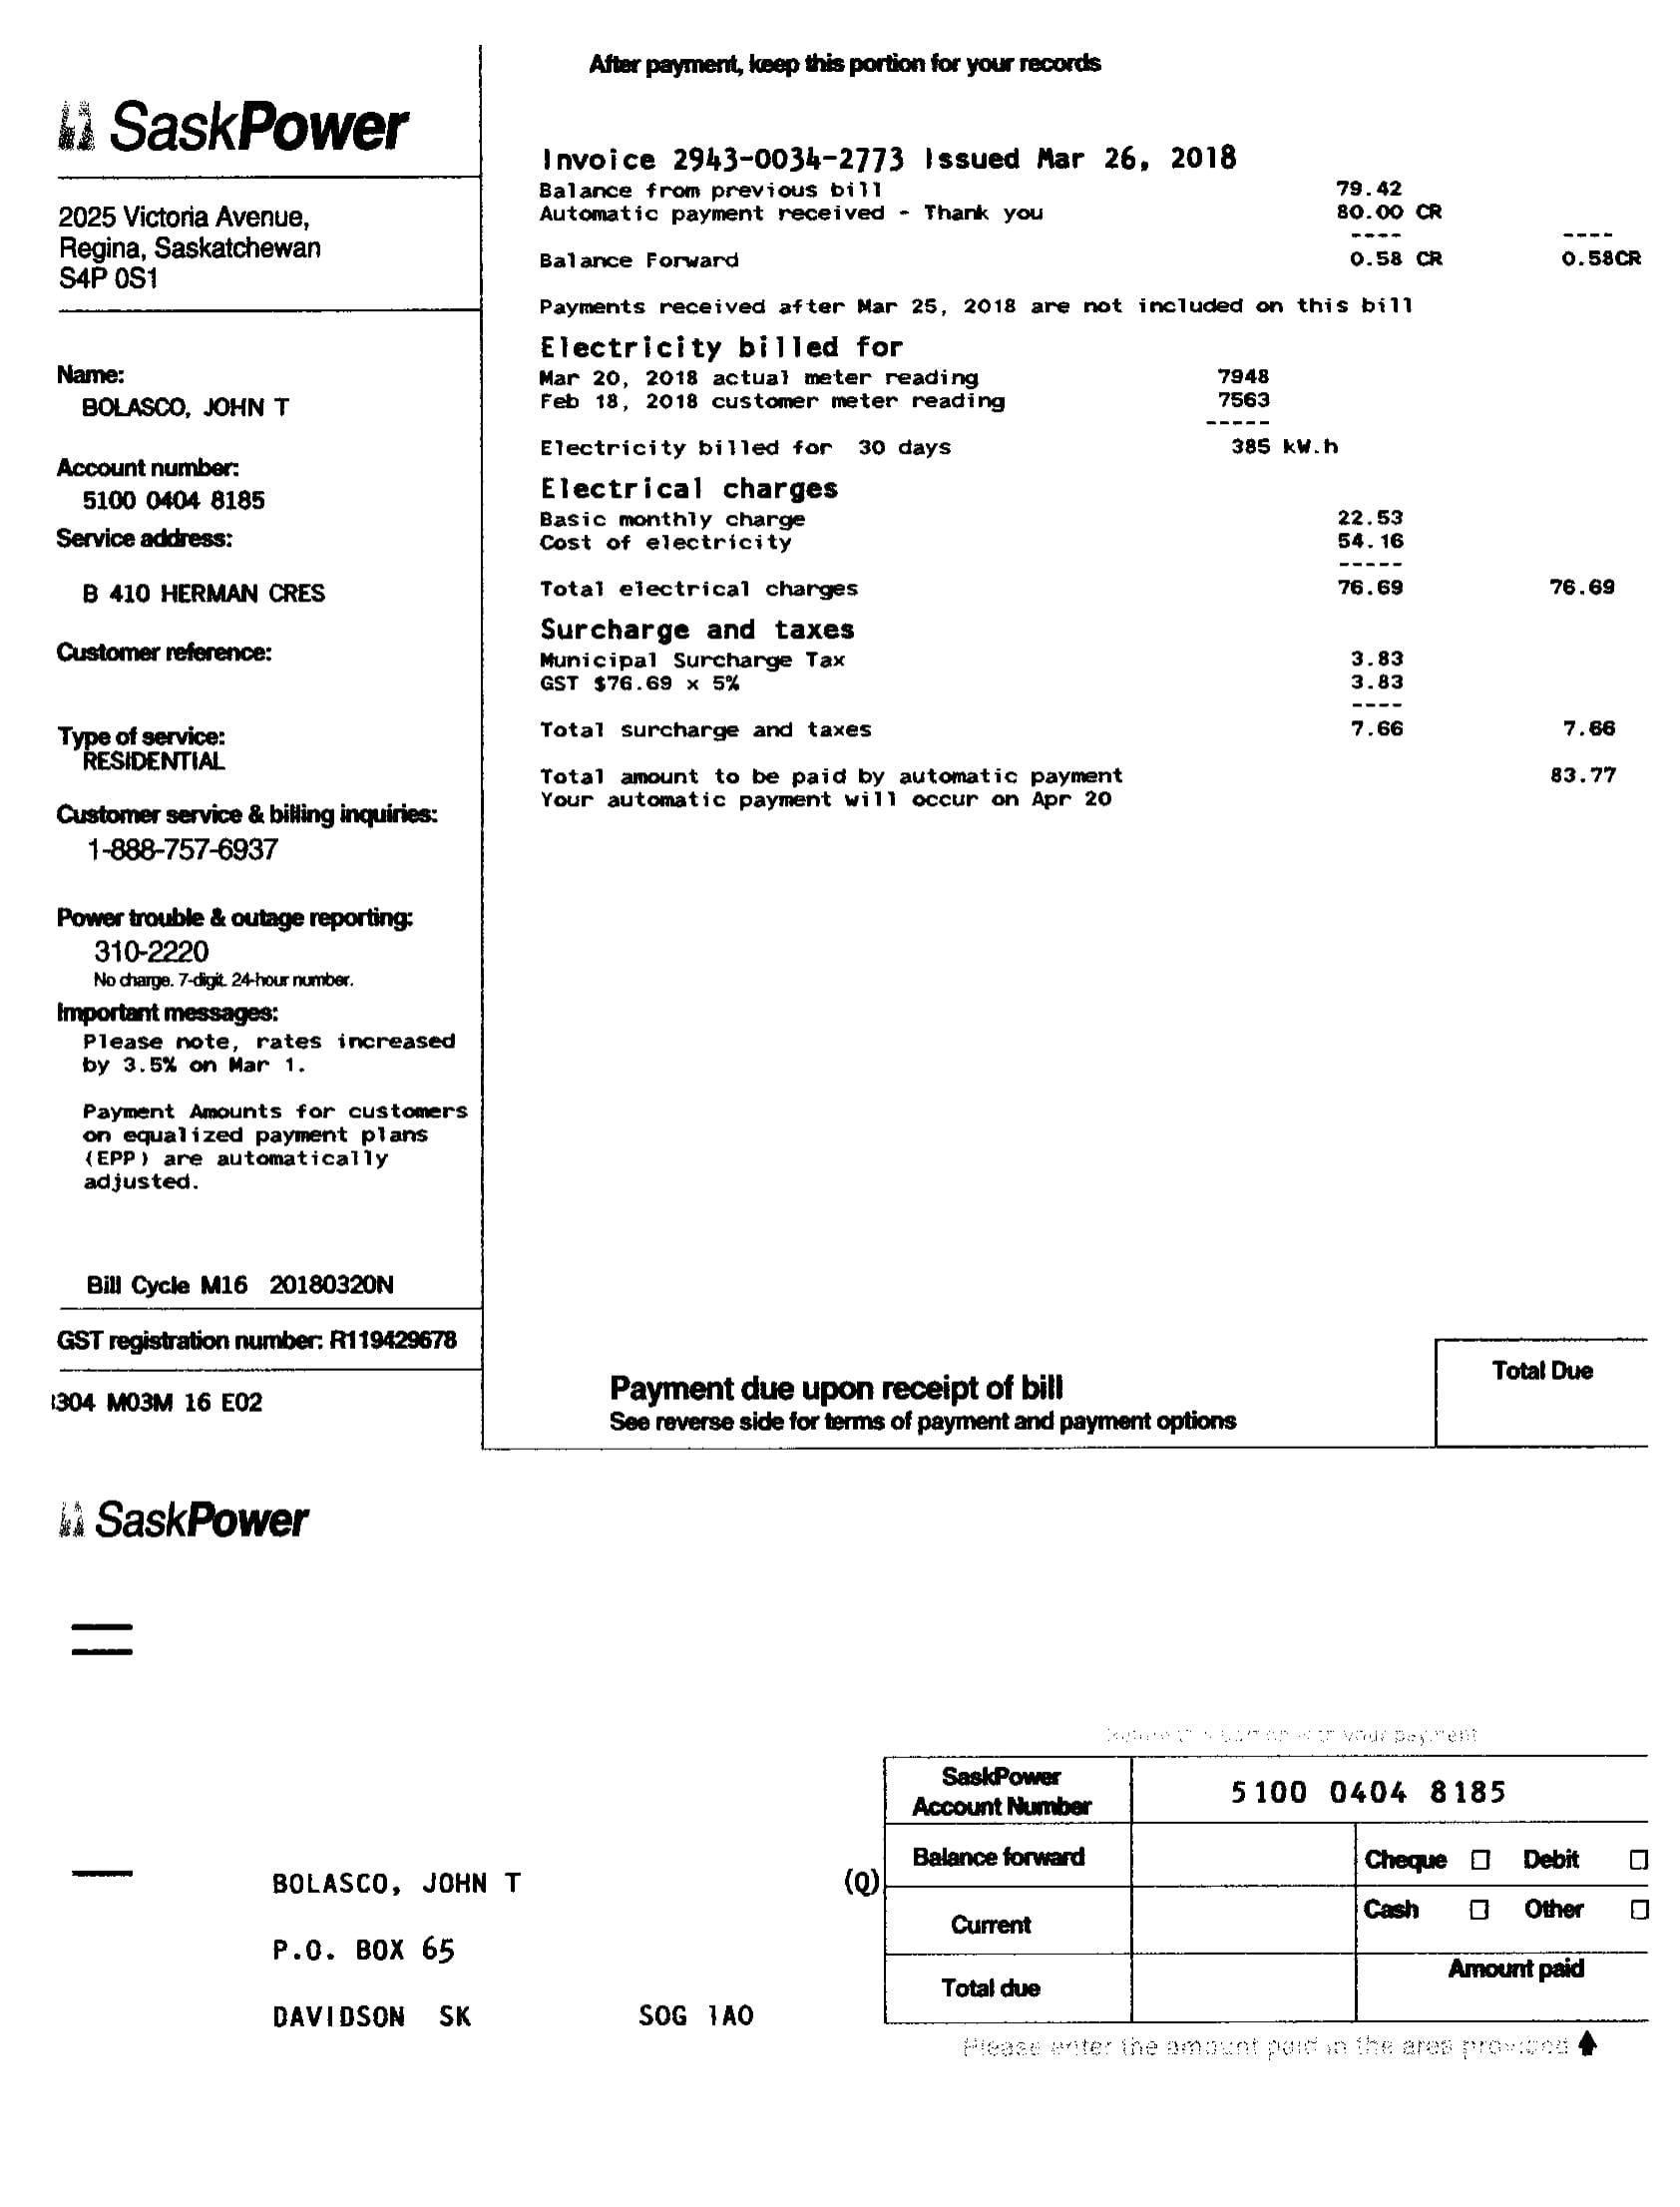 After payment, keep this portion for your records
SaskPower
2025 Victoria Avenue,
Regina, Saskatchewan
S4P 0S1
Name:
BOLASCO, JOHN T
Account number:
5100 0404 8185
Service address:
B 410 HERMAN CRES
Customer reference:
Type of service:
RESIDENTIAL
Customer service & billing inquiries:
1-888-757-6937
Power trouble & outage reporting:
310-2220
No charge. 7-digit. 24-hour number.
Important messages:
Please note, rates increased
by 3.5% on Mar 1.
Payment Amounts for customers
on equalized payment plans
(EPP) are automatically
adjusted.
Bill Cycle M16 20180320N
GST registration number: R119429678
304 M03M 16 E02
Invoice 2943-0034-2773 Issued Mar 26, 2018
Balance from previous bill 79.42
Automatic payment received - Thank you 80.00 CR
---- ----
Balance Forward 0.58 CR 0.58CR
Payments received after Mar 25, 2018 are not included on this bill
Electricity billed for
Mar 20, 2018 actual meter reading 7948
Feb 18, 2018 customer meter reading 7563
-----
Electricity billed for 30 days 385 kW.h
Electrical charges
Basic monthly charge 22.53
Cost of electricity 54.16
-----
Total electrical charges 76.69 76.69
Surcharge and taxes
Municipal Surcharge Tax 3.83
GST $76.69 x 5% 3.83
----
Total surcharge and taxes 7.66 7.66
Total amount to be paid by automatic payment 83.77
Your automatic payment will occur on Apr 20
Payment due upon receipt of bill
See reverse side for terms of payment and payment options
Total Due
SaskPower
BOLASCO, JOHN T
P.O. BOX 65
DAVIDSON SK S0G 1A0
(Q)
your payment
SaskPower
Account Number
5100 0404 8185
Balance forward
Cheque Debit
Cash Other
Current
Total due
Amount paid
Please enter the amount paid in the area provided